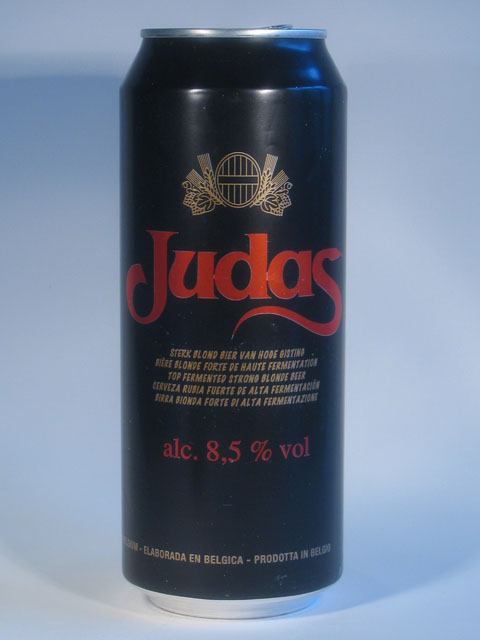 Judas
STERK BLOND BIER VAN HOGE GISTING
BIÈRE BLONDE FORTE DE HAUTE FERMENTATION
TOP FERMENTED STRONG BLONDE BEER
CERVEZA RUBIA FUERTE DE ALTA FERMENTACIÓN
BIRRA BIONDA FORTE DI ALTA FERMENTAZIONE
alc. 8,5 % vol
- ELABORADA EN BELGICA - PRODOTTA IN BELGIO